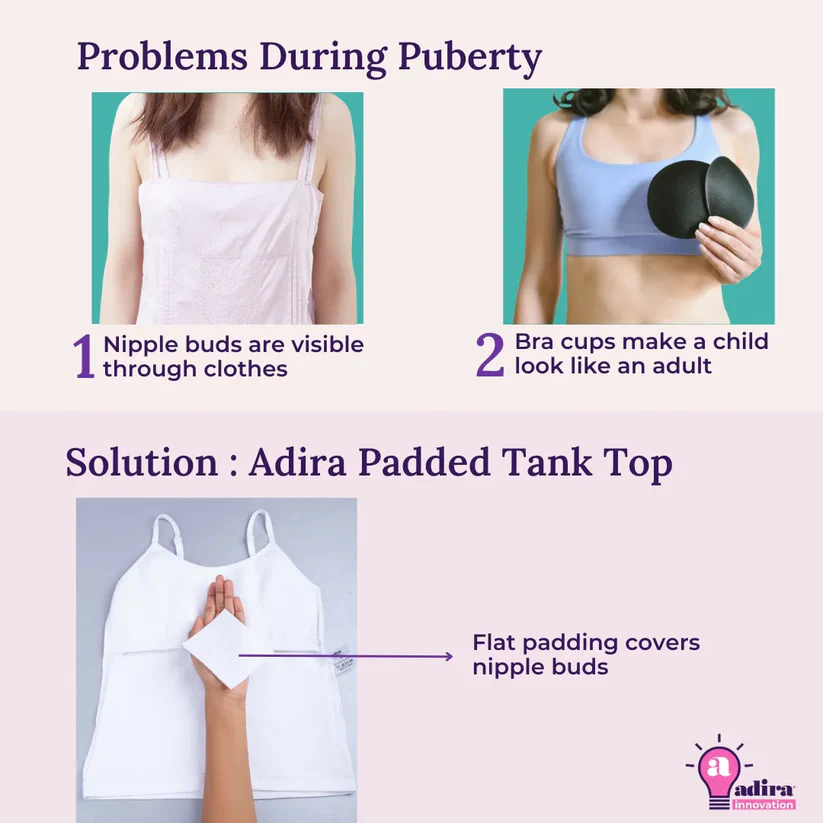 Problems During Puberty
1 Nipple buds are visible
through clothes
2 Bra cups make a child
look like an adult
Solution : Adira Padded Tank Top
Flat padding covers
nipple buds
a
adira
innovation